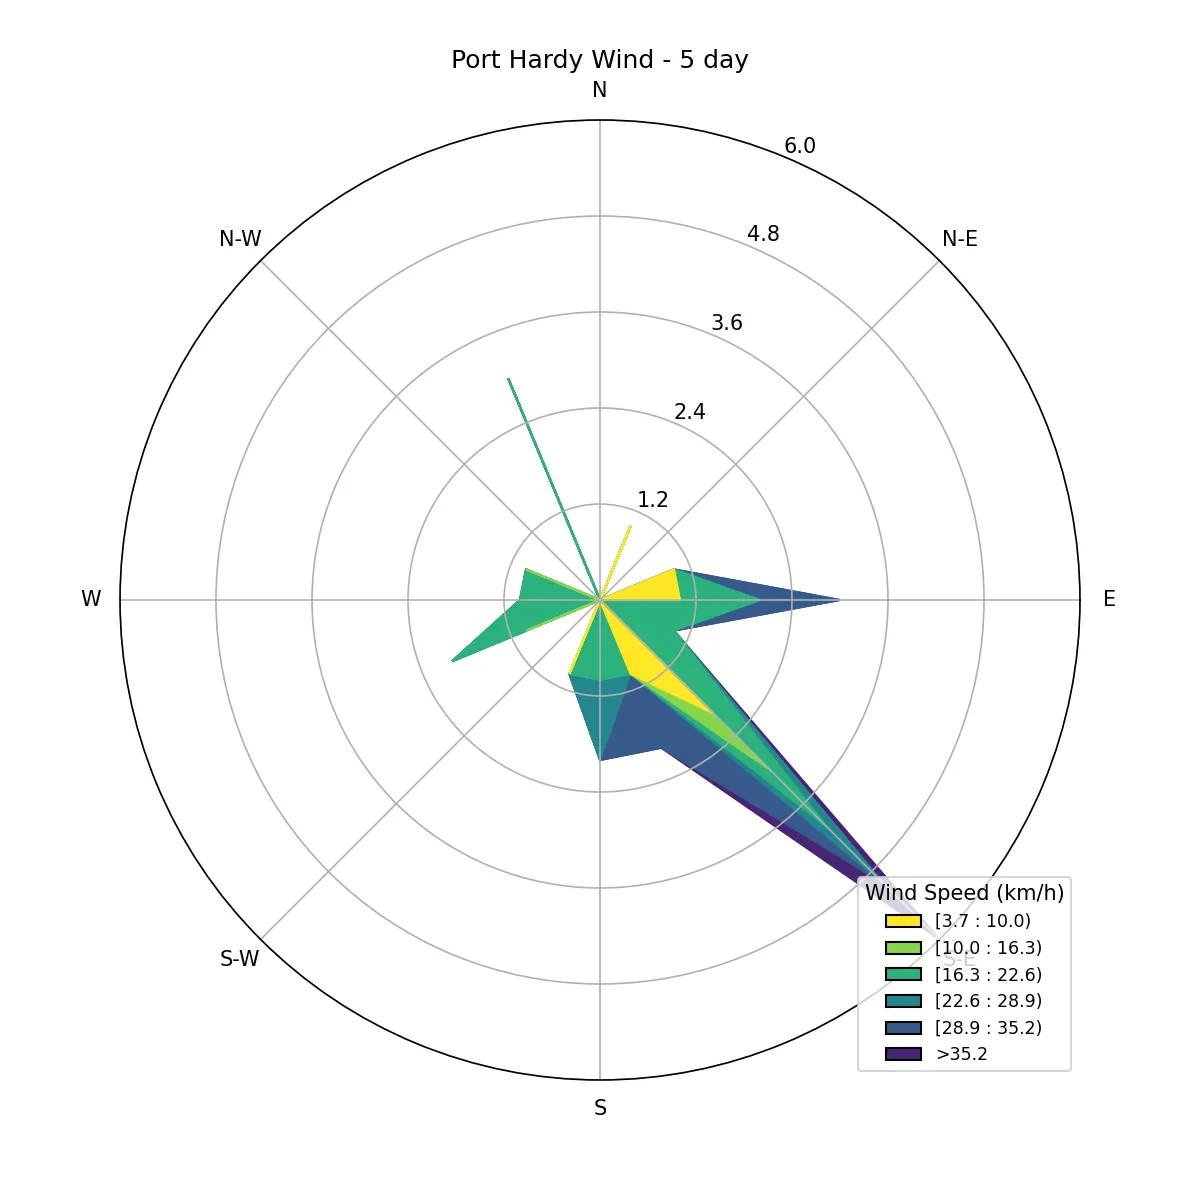 Port Hardy Wind - 5 day
N
6.0
4.8
N-W
N-E
3.6
2.4
1.2
W
E
Wind Speed (km/h)
[3.7 : 10.0)
[10.0 : 16.3)
S-W
S-E
[16.3 : 22.6)
[22.6 : 28.9)
[28.9 : 35.2)
>35.2
S